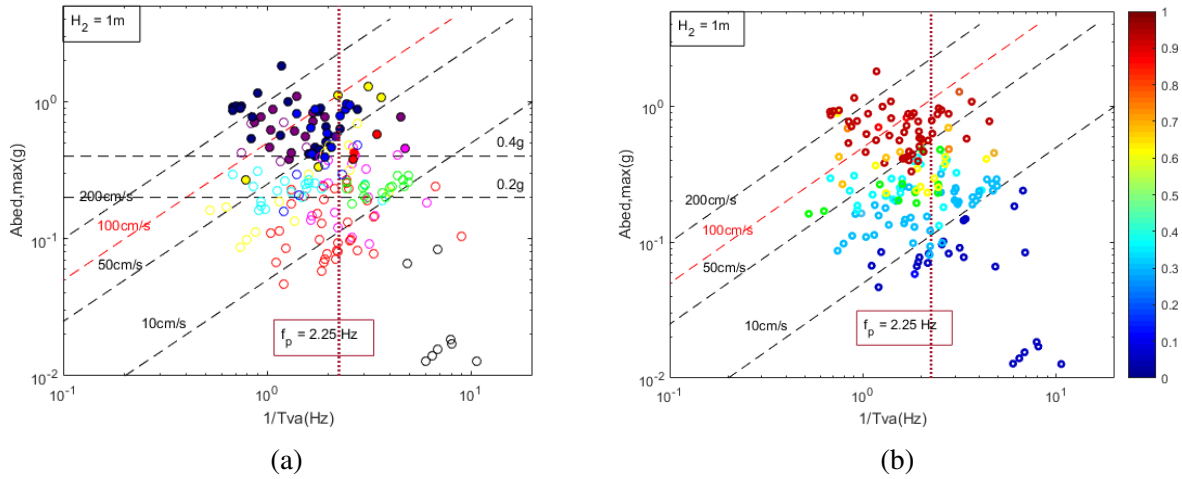 H2 = 1m
Abed,max(g)
10^0
10^-1
10^-2
0.4g
0.2g
200cm/s
100cm/s
50cm/s
10cm/s
f_p = 2.25 Hz
10^-1
10^0
10^1
1/Tva(Hz)
(a)
H2 = 1m
Abed,max(g)
10^0
10^-1
10^-2
200cm/s
100cm/s
50cm/s
10cm/s
f_p = 2.25 Hz
10^-1
10^0
10^1
1/Tva(Hz)
1
0.9
0.8
0.7
0.6
0.5
0.4
0.3
0.2
0.1
0
(b)